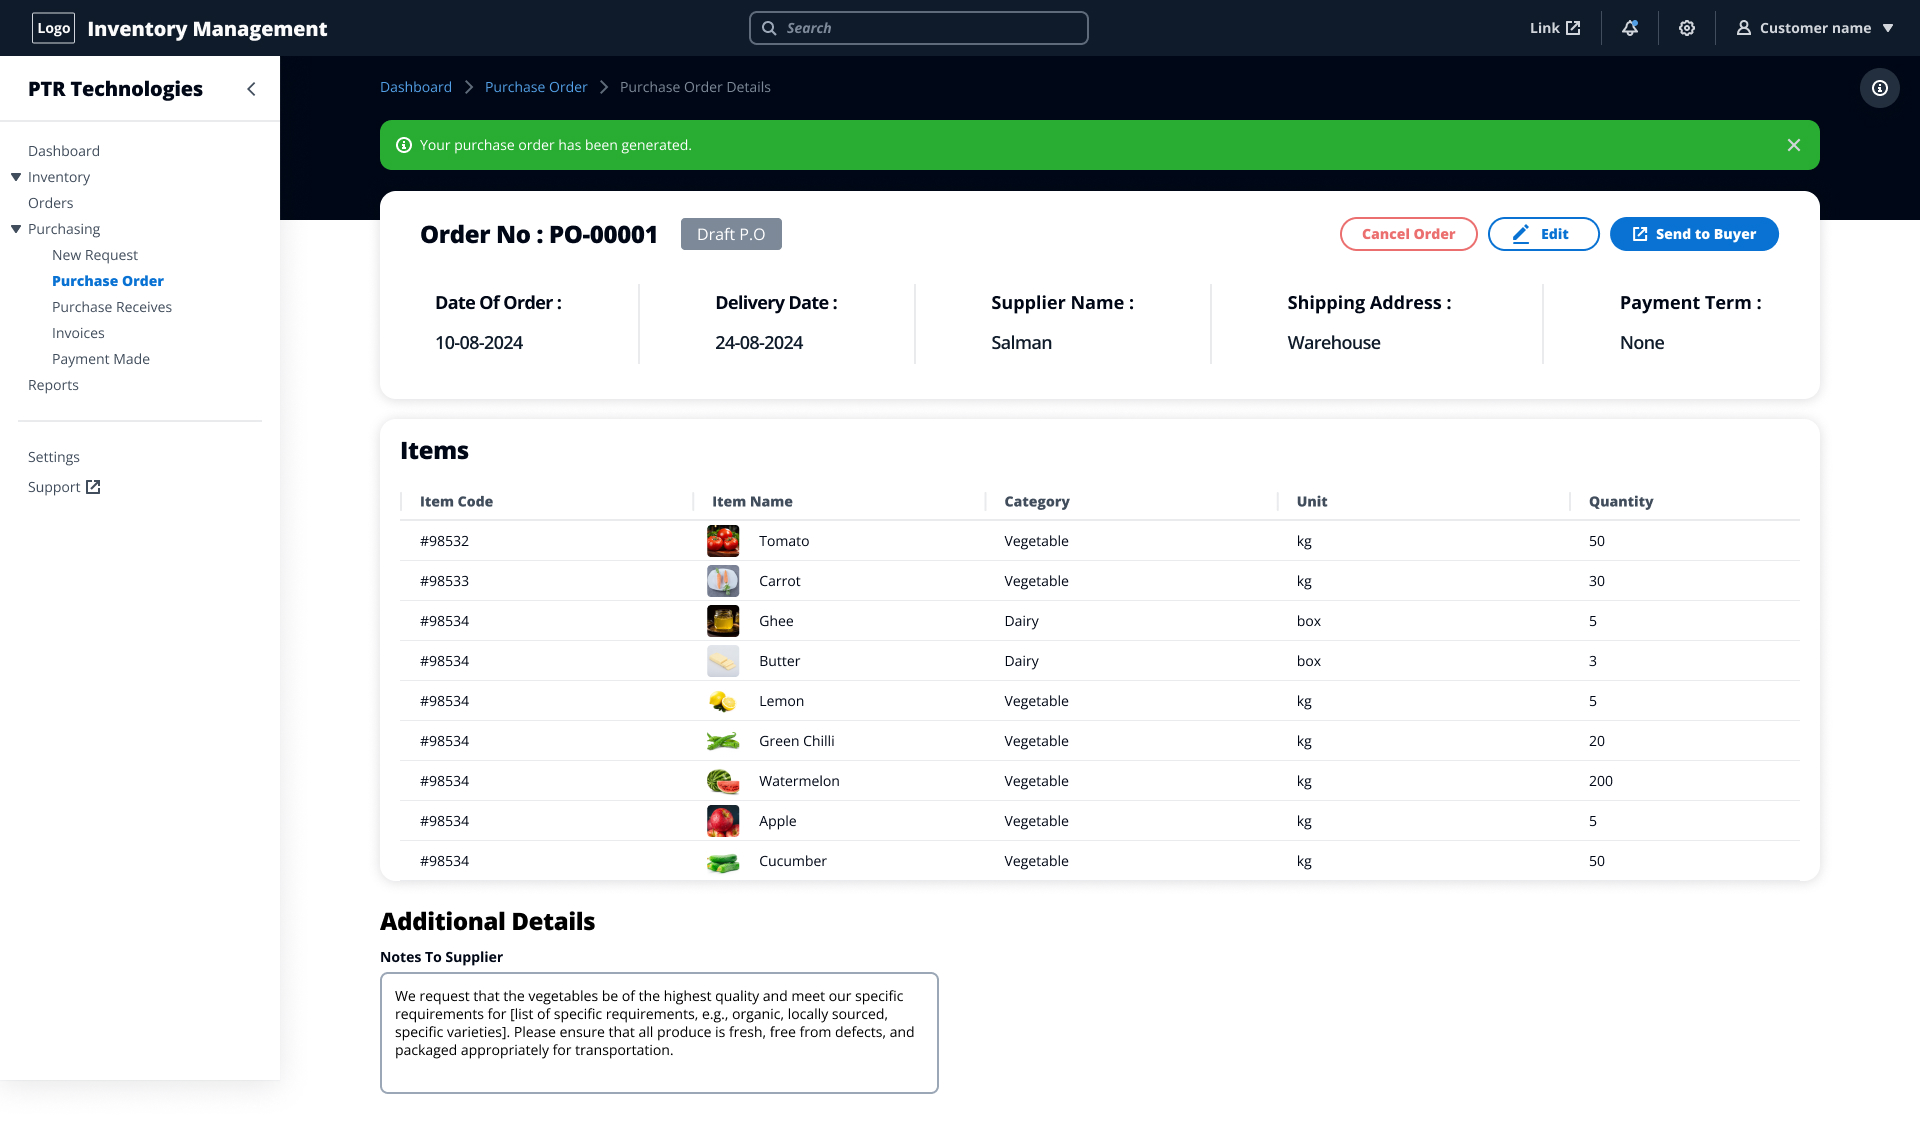 Logo Inventory Management Search Link Customer name
PTR Technologies
Dashboard
Inventory
Orders
Purchasing
New Request
Purchase Order
Purchase Receives
Invoices
Payment Made
Reports
Settings
Support
Dashboard Purchase Order Purchase Order Details
Your purchase order has been generated.
Order No : PO-00001 Draft P.O Cancel Order Edit Send to Buyer
Date Of Order : Delivery Date : Supplier Name : Shipping Address : Payment Term :
10-08-2024 24-08-2024 Salman Warehouse None
Items
Item Code Item Name Category Unit Quantity
#98532 Tomato Vegetable kg 50
#98533 Carrot Vegetable kg 30
#98534 Ghee Dairy box 5
#98534 Butter Dairy box 3
#98534 Lemon Vegetable kg 5
#98534 Green Chilli Vegetable kg 20
#98534 Watermelon Vegetable kg 200
#98534 Apple Vegetable kg 5
#98534 Cucumber Vegetable kg 50
Additional Details
Notes To Supplier
We request that the vegetables be of the highest quality and meet our specific
requirements for [list of specific requirements, e.g., organic, locally sourced,
specific varieties]. Please ensure that all produce is fresh, free from defects, and
packaged appropriately for transportation.